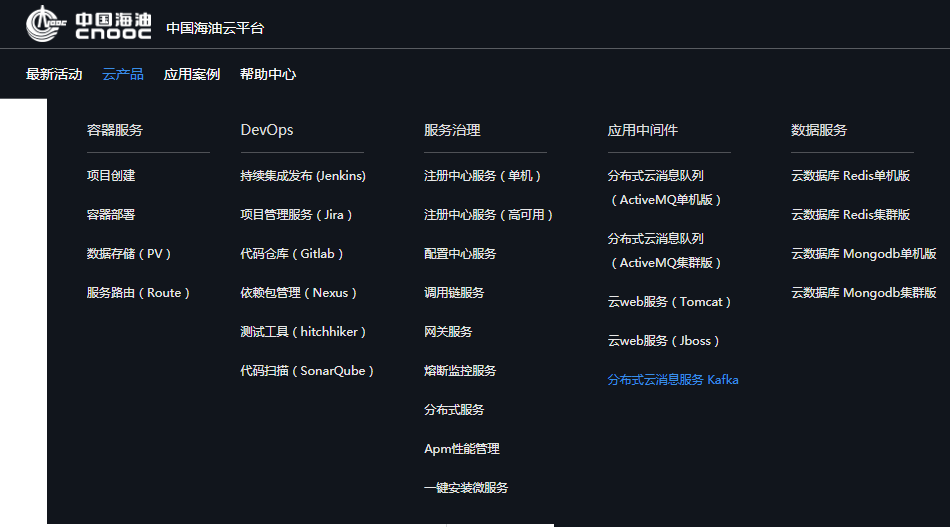 中国海油
CNOOC
中国海油云平台
最新活动
云产品
应用案例
帮助中心
容器服务
项目创建
容器部署
数据存储（PV）
服务路由（Route）
DevOps
持续集成发布 (Jenkins)
项目管理服务（Jira）
代码仓库（Gitlab）
依赖包管理（Nexus）
测试工具（hitchhiker）
代码扫描（SonarQube）
服务治理
注册中心服务（单机）
注册中心服务（高可用）
配置中心服务
调用链服务
网关服务
熔断监控服务
分布式服务
Apm性能管理
一键安装微服务
应用中间件
分布式云消息队列
（ActiveMQ单机版）
分布式云消息队列
（ActiveMQ集群版）
云web服务（Tomcat）
云web服务（Jboss）
分布式云消息服务 Kafka
数据服务
云数据库 Redis单机版
云数据库 Redis集群版
云数据库 Mongodb单机版
云数据库 Mongodb集群版